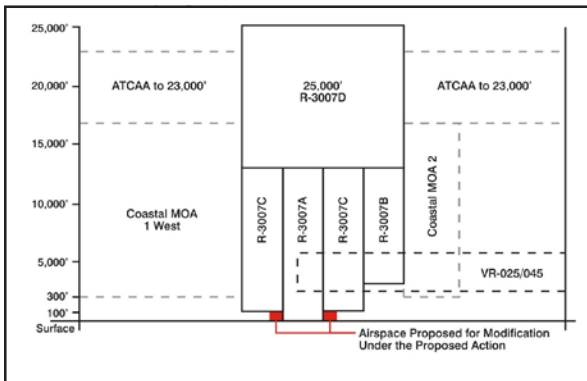 25,000'
ATCAA to 23,000'
25,000'
R-3007D
ATCAA to 23,000'
20,000'
15,000'
Coastal MOA
1 West
R-3007C
R-3007A
R-3007C
R-3007B
Coastal MOA 2
10,000'
5,000'
VR-025/045
300'
100'
Surface
Airspace Proposed for Modification
Under the Proposed Action